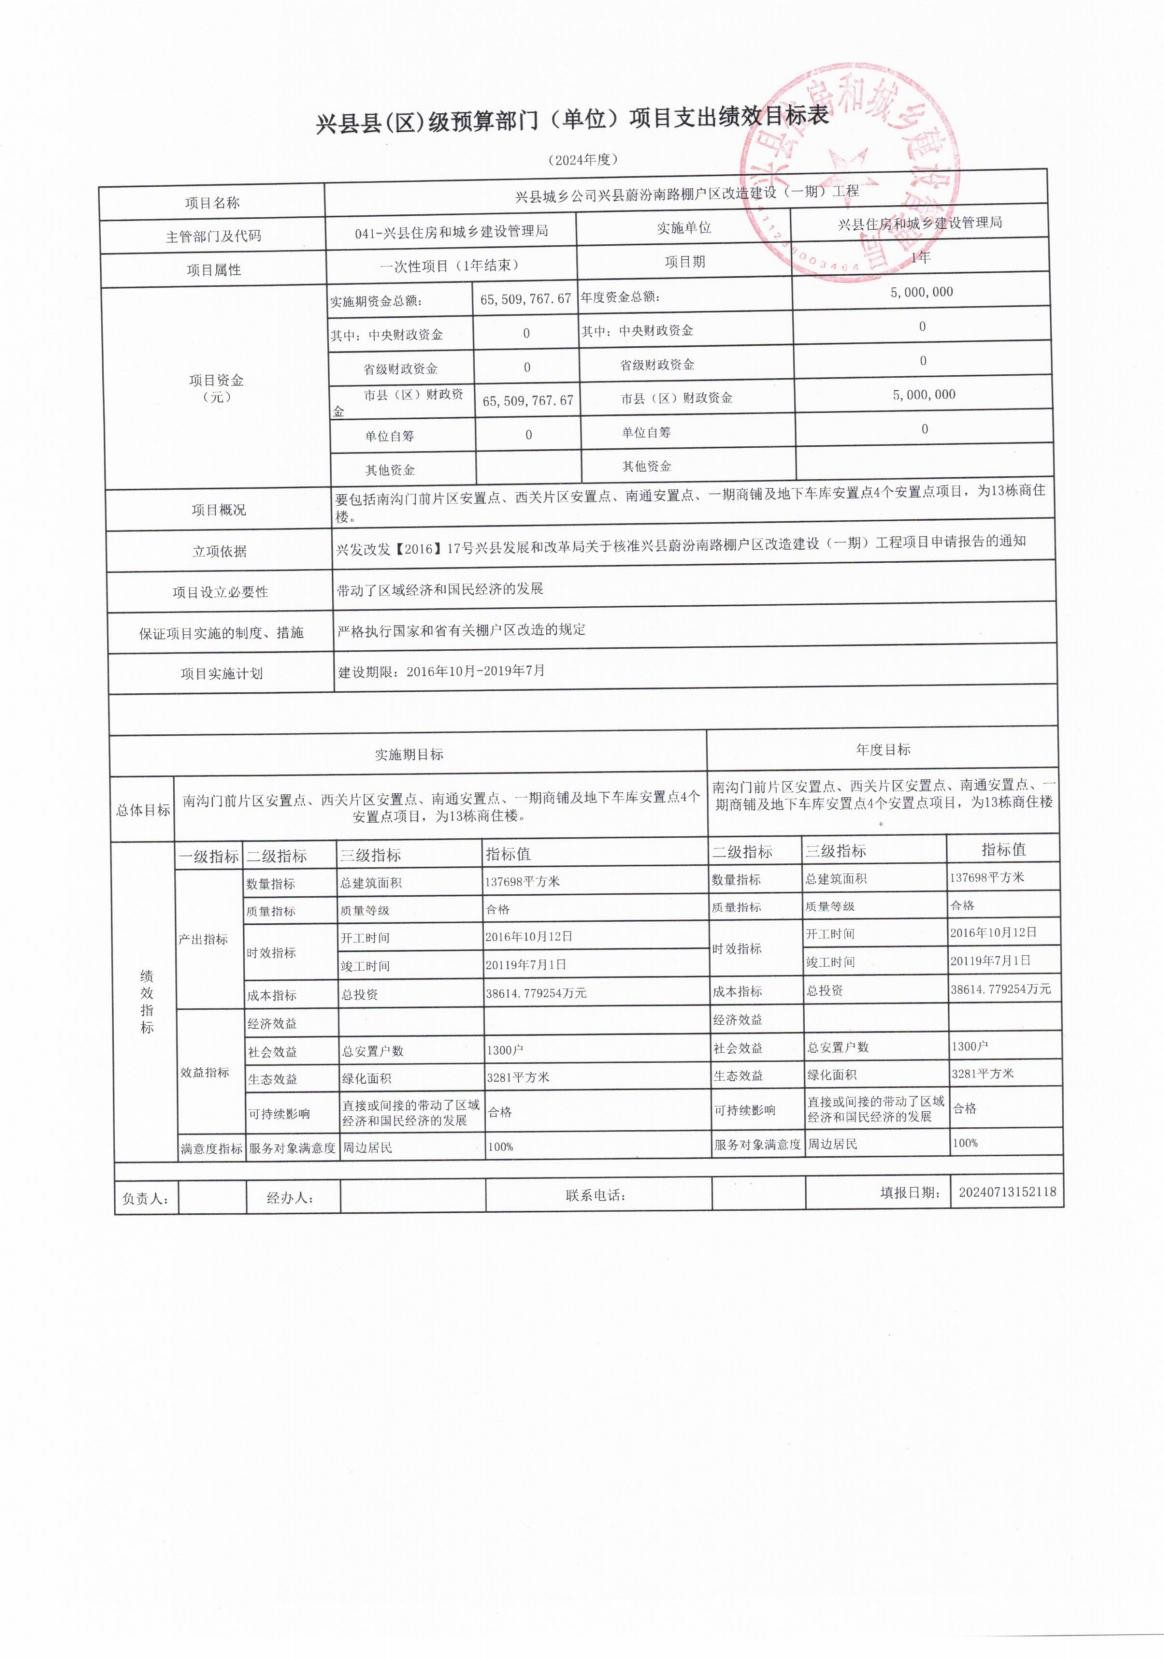 兴县县(区)级预算部门（单位）项目支出绩效目标表
（2024年度）
项目名称 兴县城乡公司兴县蔚汾南路棚户区改造建设（一期）工程
主管部门及代码 041-兴县住房和城乡建设管理局 实施单位 兴县住房和城乡建设管理局
项目属性 一次性项目（1年结束） 项目期 1年
项目资金
（元）
实施期资金总额： 65,509,767.67 年度资金总额： 5,000,000
其中：中央财政资金 0 其中：中央财政资金 0
省级财政资金 0 省级财政资金 0
市县（区）财政资
金 65,509,767.67 市县（区）财政资金 5,000,000
单位自筹 0 单位自筹 0
其他资金 其他资金
项目概况 要包括南沟门前片区安置点、西关片区安置点、南通安置点、一期商铺及地下车库安置点4个安置点项目，为13栋商住
楼。
立项依据 兴发改发【2016】17号兴县发展和改革局关于核准兴县蔚汾南路棚户区改造建设（一期）工程项目申请报告的通知
项目设立必要性 带动了区域经济和国民经济的发展
保证项目实施的制度、措施 严格执行国家和省有关棚户区改造的规定
项目实施计划 建设期限：2016年10月-2019年7月
实施期目标 年度目标
总体目标 南沟门前片区安置点、西关片区安置点、南通安置点、一期商铺及地下车库安置点4个
安置点项目，为13栋商住楼。
南沟门前片区安置点、西关片区安置点、南通安置点、一
期商铺及地下车库安置点4个安置点项目，为13栋商住楼
。
绩
效
指
标
一级指标 二级指标 三级指标 指标值 二级指标 三级指标 指标值
产出指标
数量指标 总建筑面积 137698平方米 数量指标 总建筑面积 137698平方米
质量指标 质量等级 合格 质量指标 质量等级 合格
时效指标 开工时间 2016年10月12日 时效指标 开工时间 2016年10月12日
竣工时间 20119年7月1日 竣工时间 20119年7月1日
成本指标 总投资 38614.779254万元 成本指标 总投资 38614.779254万元
效益指标
经济效益 经济效益
社会效益 总安置户数 1300户 社会效益 总安置户数 1300户
生态效益 绿化面积 3281平方米 生态效益 绿化面积 3281平方米
可持续影响 直接或间接的带动了区域
经济和国民经济的发展 合格 可持续影响 直接或间接的带动了区域
经济和国民经济的发展 合格
满意度指标 服务对象满意度 周边居民 100% 服务对象满意度 周边居民 100%
负责人： 经办人： 联系电话： 填报日期： 20240713152118
兴县住房和城乡建设管理局